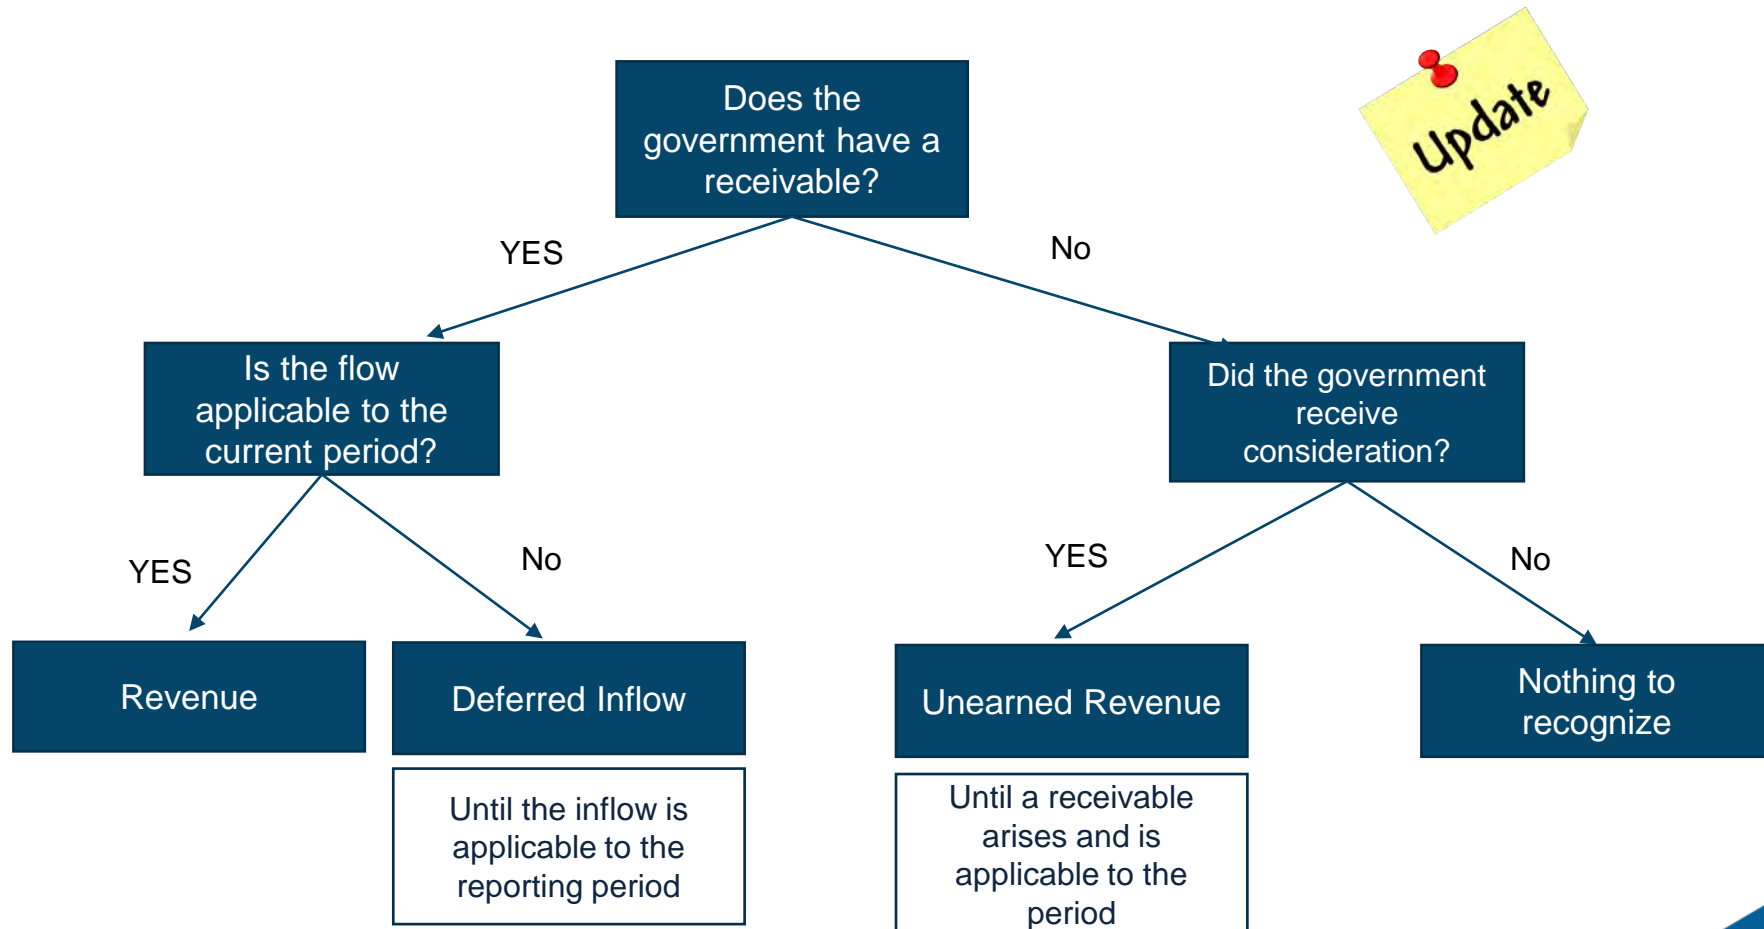 Does the
government have a
receivable?
Update
YES
No
Is the flow
applicable to the
current period?
Did the government
receive
consideration?
YES
No
YES
No
Revenue
Deferred Inflow
Unearned Revenue
Nothing to
recognize
Until the inflow is
applicable to the
reporting period
Until a receivable
arises and is
applicable to the
period